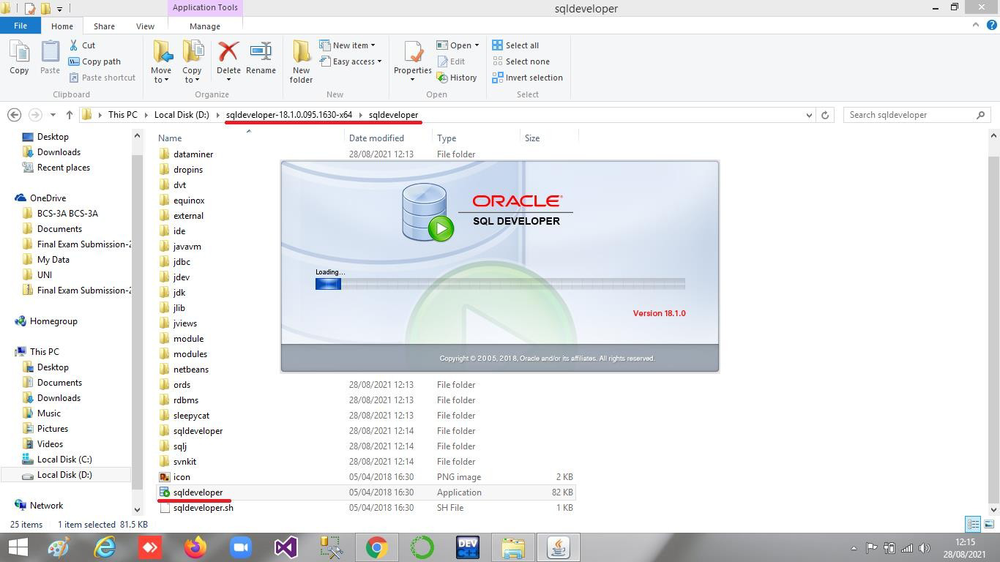 Application Tools
sqldeveloper
File Home Share View Manage
Copy
Paste
Cut
Copy path
Paste shortcut
Clipboard
Move to
Copy to
Delete
Rename
Organize
New folder
New item
Easy access
New
Properties
Open
Edit
History
Open
Select all
Select none
Invert selection
Select
This PC Local Disk (D:) sqldeveloper-18.1.0.095.1630-x64 sqldeveloper
Search sqldeveloper
Desktop
Downloads
Recent places
OneDrive
BCS-3A BCS-3A
Documents
Final Exam Submission-2
My Data
UNI
Final Exam Submission-2
Homegroup
This PC
Desktop
Documents
Downloads
Music
Pictures
Videos
Local Disk (C:)
Local Disk (D:)
Network
Name Date modified Type Size
dataminer 28/08/2021 12:13 File folder
dropins
dvt
equinox
external
ide
javavm
jdbc
jdev
jdk
jlib
jviews
module
modules
netbeans
ords 28/08/2021 12:13 File folder
rdbms 28/08/2021 12:13 File folder
sleepycat 28/08/2021 12:13 File folder
sqldeveloper 28/08/2021 12:14 File folder
sqlj 28/08/2021 12:14 File folder
svnkit 28/08/2021 12:14 File folder
icon 05/04/2018 16:30 PNG image 2 KB
sqldeveloper 05/04/2018 16:30 Application 82 KB
sqldeveloper.sh 05/04/2018 16:30 SH File 1 KB
ORACLE®
SQL DEVELOPER
Loading...
Version 18.1.0
Copyright © 2005, 2018, Oracle and/or its affiliates. All rights reserved.
25 items 1 item selected 81.5 KB
DEV
C++
12:15
28/08/2021